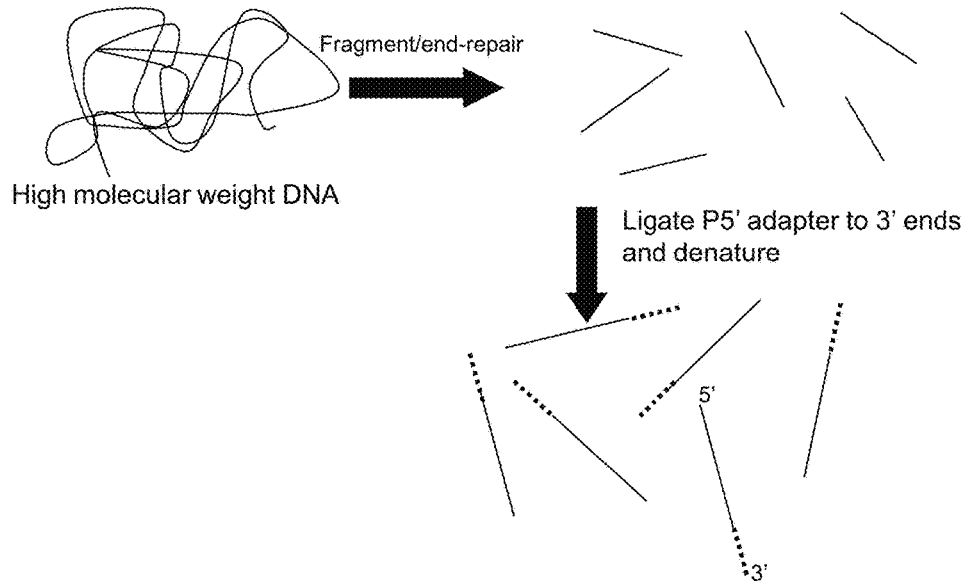 Fragment/end-repair
High molecular weight DNA
Ligate P5' adapter to 3' ends
and denature
5'
3'